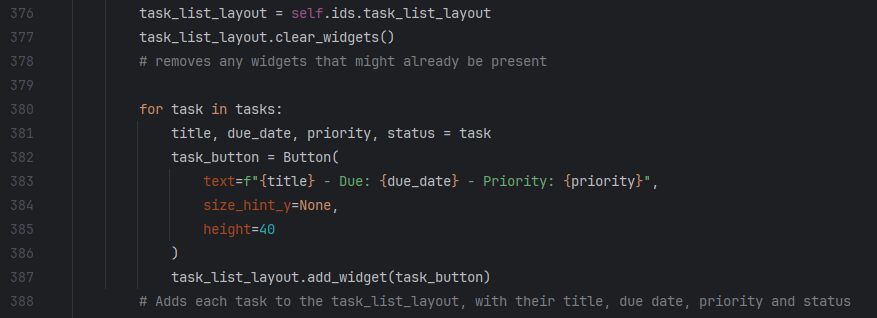 376 task_list_layout = self.ids.task_list_layout
377 task_list_layout.clear_widgets()
378 # removes any widgets that might already be present
379
380 for task in tasks:
381     title, due_date, priority, status = task
382     task_button = Button(
383         text=f"{title} - Due: {due_date} - Priority: {priority}",
384         size_hint_y=None,
385         height=40
386     )
387     task_list_layout.add_widget(task_button)
388 # Adds each task to the task_list_layout, with their title, due date, priority and status